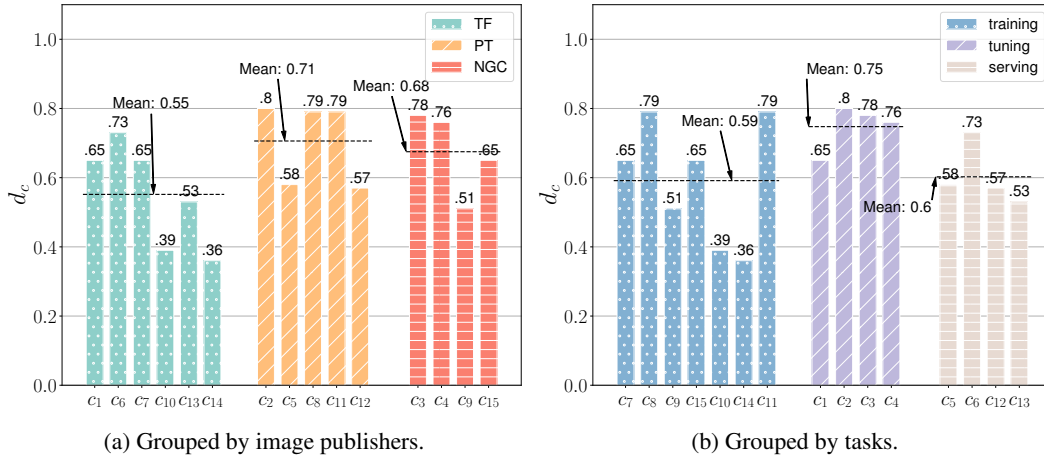 TF
PT
NGC
Mean: 0.55
Mean: 0.71
Mean: 0.68
d_c
1.0
0.8
0.6
0.4
0.2
0.0
.65
.73
.65
.39
.53
.36
.8
.58
.79
.79
.57
.78
.76
.51
.65
c1 c6 c7 c10 c13 c14 c2 c5 c8 c11 c12 c3 c4 c9 c15
(a) Grouped by image publishers.
training
tuning
serving
Mean: 0.59
Mean: 0.75
Mean: 0.6
d_c
1.0
0.8
0.6
0.4
0.2
0.0
.65
.79
.51
.65
.39
.36
.79
.65
.8
.78
.76
.58
.73
.57
.53
c7 c8 c9 c15 c10 c14 c11 c1 c2 c3 c4 c5 c6 c12 c13
(b) Grouped by tasks.